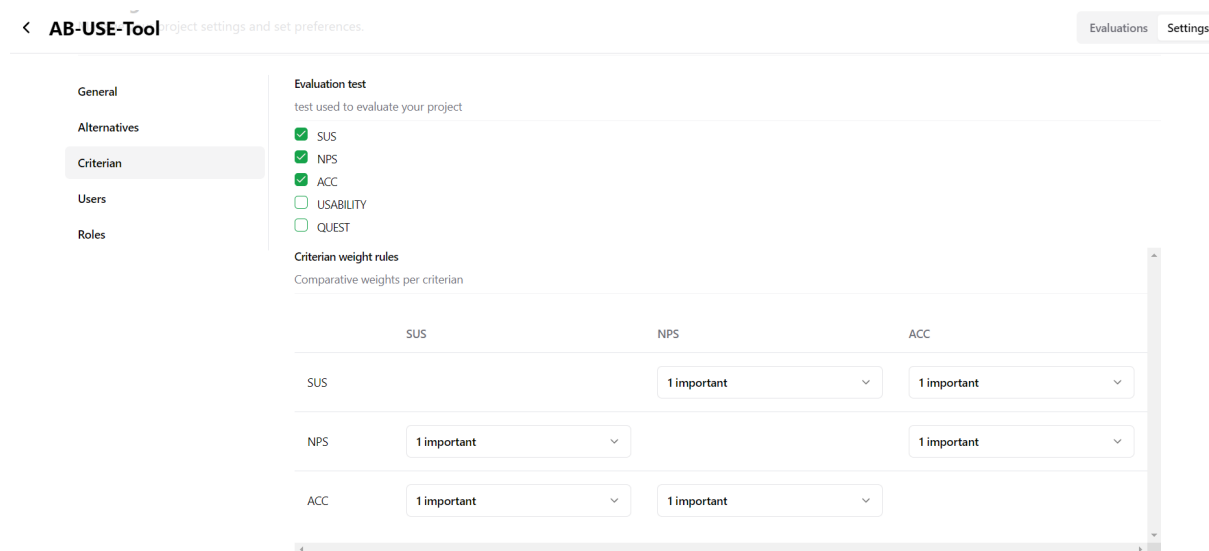 AB-USE-Tool
project settings and set preferences.
Evaluations Settings
General
Alternatives
Criterian
Users
Roles
Evaluation test
test used to evaluate your project
SUS
NPS
ACC
USABILITY
QUEST
Criterian weight rules
Comparative weights per criterian
SUS NPS ACC
SUS 1 important 1 important
NPS 1 important 1 important
ACC 1 important 1 important